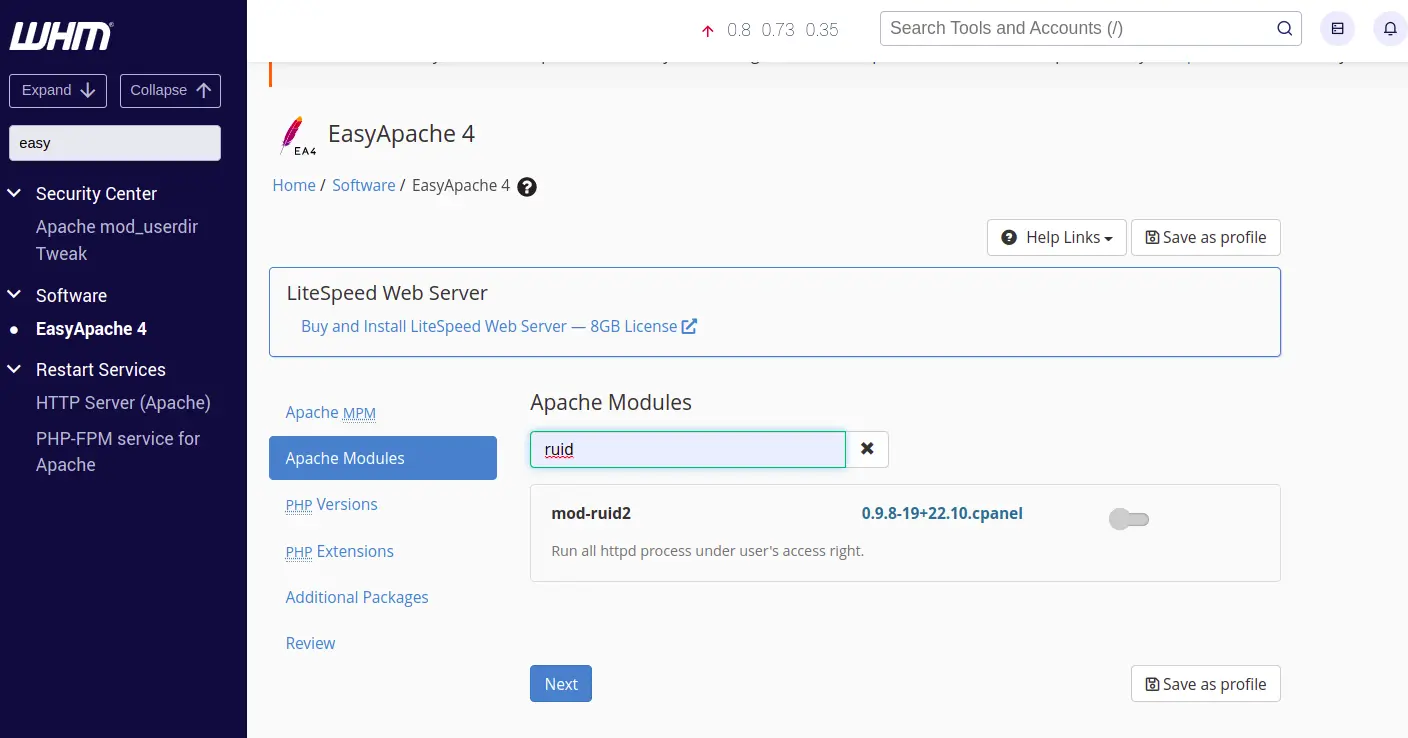 WHM
0.8 0.73 0.35
Search Tools and Accounts (/)
Expand
Collapse
easy
Security Center
Apache mod_userdir
Tweak
Software
EasyApache 4
Restart Services
HTTP Server (Apache)
PHP-FPM service for
Apache
EA4
EasyApache 4
Home / Software / EasyApache 4
Help Links
Save as profile
LiteSpeed Web Server
Buy and Install LiteSpeed Web Server — 8GB License
Apache MPM
Apache Modules
PHP Versions
PHP Extensions
Additional Packages
Review
Apache Modules
ruid
mod-ruid2
0.9.8-19+22.10.cpanel
Run all httpd process under user's access right.
Next
Save as profile